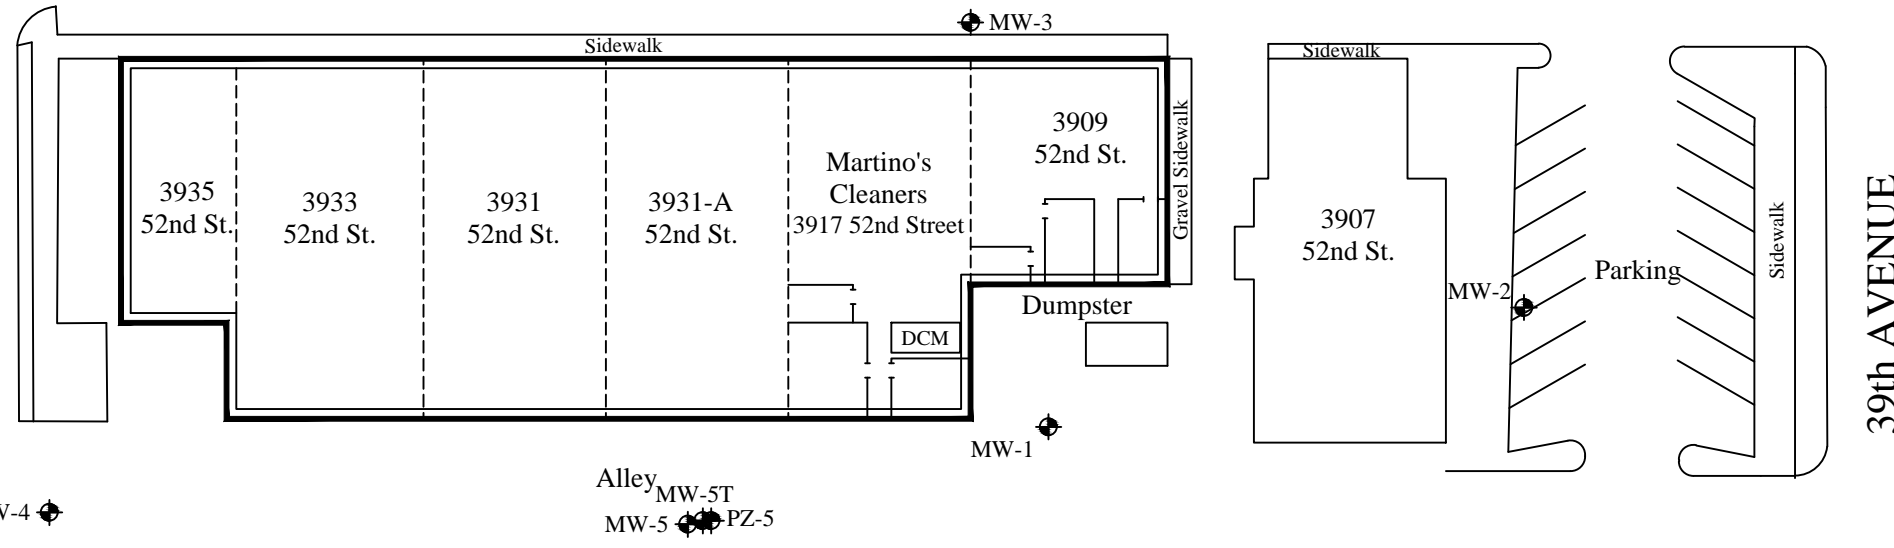 MW-3
Sidewalk
Sidewalk
3909
52nd St.
Martino's
Cleaners
3917 52nd Street
3935
52nd St.
3933
52nd St.
3931
52nd St.
3931-A
52nd St.
Gravel Sidewalk
3907
52nd St.
Sidewalk
39th AVENUE
Parking
MW-2
Dumpster
DCM
MW-1
Alley
MW-5T
MW-5
PZ-5
-4